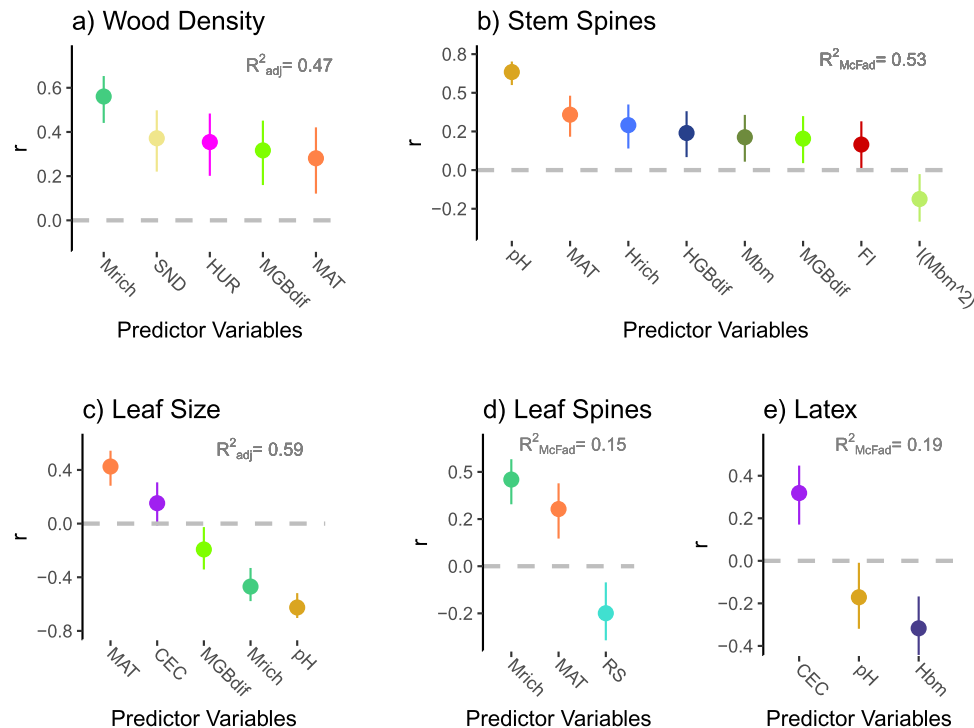 a) Wood Density
R²adj= 0.47
0.6
0.4
0.2
0.0
r
Mrich
SND
HUR
MGBdif
MAT
Predictor Variables
b) Stem Spines
R²McFad= 0.53
0.8
0.5
0.2
0.0
−0.2
r
pH
MAT
Hrich
HGBdif
Mbm
MGBdif
FI
I(Mbm^2)
Predictor Variables
c) Leaf Size
R²adj= 0.59
0.4
0.0
−0.4
−0.8
r
MAT
CEC
MGBdif
Mrich
pH
Predictor Variables
d) Leaf Spines
R²McFad= 0.15
0.5
0.2
0.0
−0.2
r
Mrich
MAT
RS
Predictor Variables
e) Latex
R²McFad= 0.19
0.4
0.2
0.0
−0.2
−0.4
r
CEC
pH
Hbm
Predictor Variables